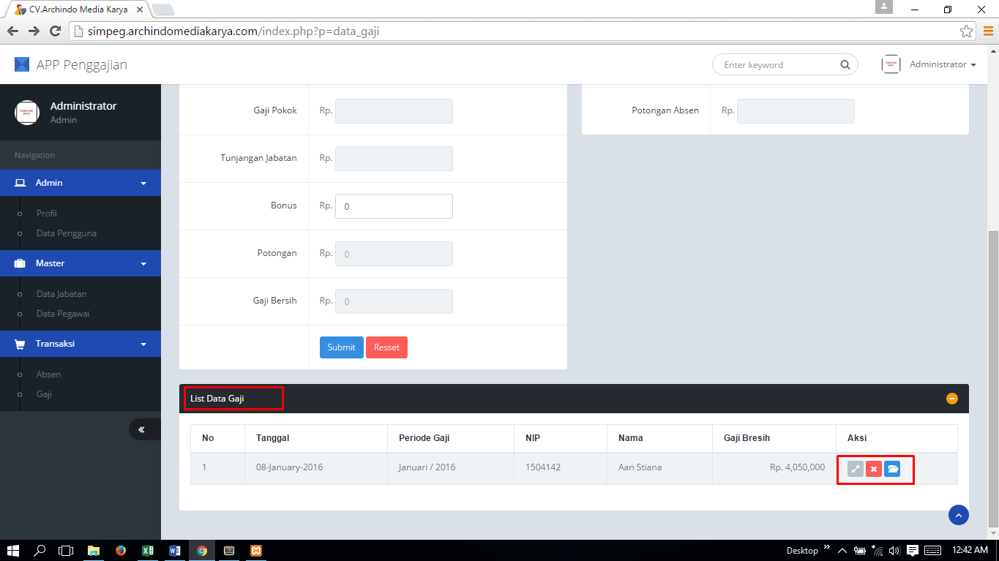 CV.Archindo Media Karya
simpeg.archindomediakarya.com/index.php?p=data_gaji
APP Penggajian
Enter keyword
Administrator
Administrator
Admin
Navigation
Admin
Profil
Data Pengguna
Master
Data Jabatan
Data Pegawai
Transaksi
Absen
Gaji
Gaji Pokok Rp.
Tunjangan Jabatan Rp.
Bonus Rp. 0
Potongan Rp. 0
Gaji Bersih Rp. 0
Submit Resset
Potongan Absen Rp.
List Data Gaji
No Tanggal Periode Gaji NIP Nama Gaji Bresih Aksi
1 08-January-2016 Januari / 2016 1504142 Aan Stiana Rp. 4,050,000
Desktop 12:42 AM